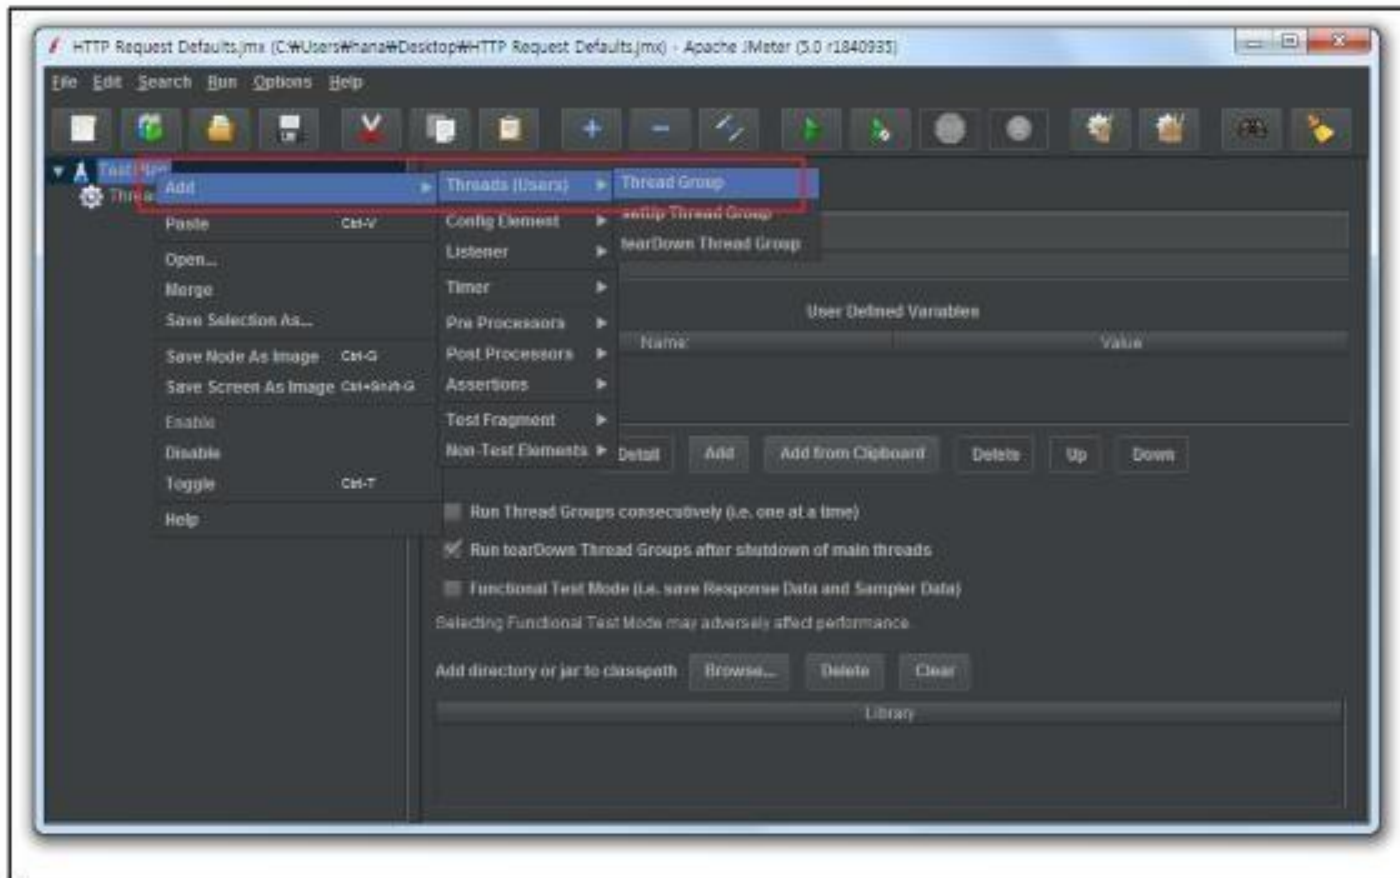 HTTP Request Defaults.jmx (C:₩Users₩hana₩Desktop₩HTTP Request Defaults.jmx) - Apache JMeter (5.0 r1840935)
File Edit Search Run Options Help
Test Plan
Add
Threads (Users)
Thread Group
setUp Thread Group
tearDown Thread Group
Paste Ctrl-V
Open...
Merge
Save Selection As...
Save Node As Image Ctrl-G
Save Screen As Image Ctrl+Shift-G
Enable
Disable
Toggle Ctrl-T
Help
Config Element
Listener
Timer
Pre Processors
Post Processors
Assertions
Test Fragment
Non-Test Elements
User Defined Variables
Name: Value
Detail Add Add from Clipboard Delete Up Down
Run Thread Groups consecutively (i.e. one at a time)
Run tearDown Thread Groups after shutdown of main threads
Functional Test Mode (i.e. save Response Data and Sampler Data)
Selecting Functional Test Mode may adversely affect performance.
Add directory or jar to classpath Browse... Delete Clear
Library